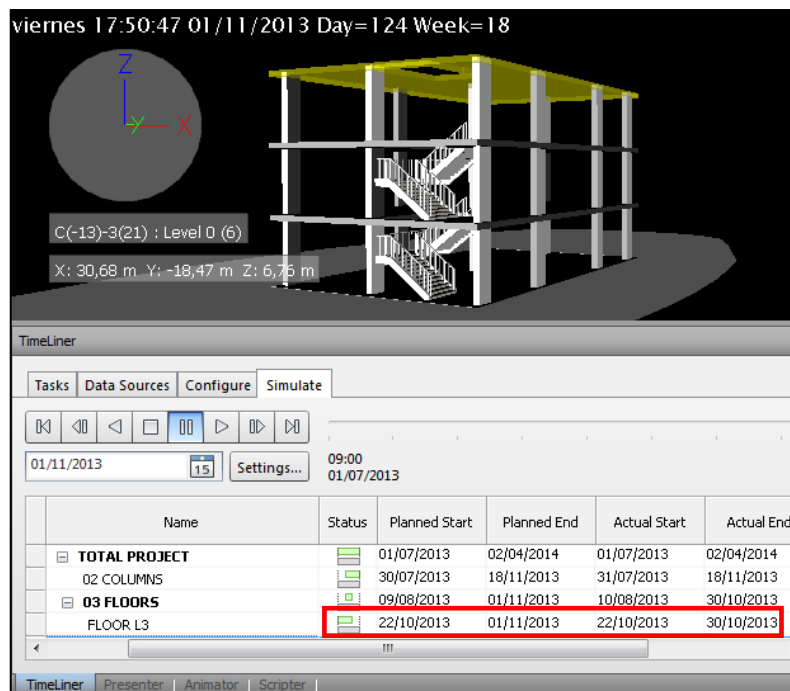 viernes 17:50:47 01/11/2013 Day=124 Week=18
Z
Y
X
C(-13)-3(21) : Level 0 (6)
X: 30,68 m Y: -18,47 m Z: 6,76 m
TimeLiner
Tasks Data Sources Configure Simulate
01/11/2013 15 Settings... 09:00
01/07/2013
Name Status Planned Start Planned End Actual Start Actual End
TOTAL PROJECT 01/07/2013 02/04/2014 01/07/2013 02/04/2014
02 COLUMNS 30/07/2013 18/11/2013 31/07/2013 18/11/2013
03 FLOORS 09/08/2013 01/11/2013 10/08/2013 30/10/2013
FLOOR L3 22/10/2013 01/11/2013 22/10/2013 30/10/2013
TimeLiner Presenter Animator Scripter